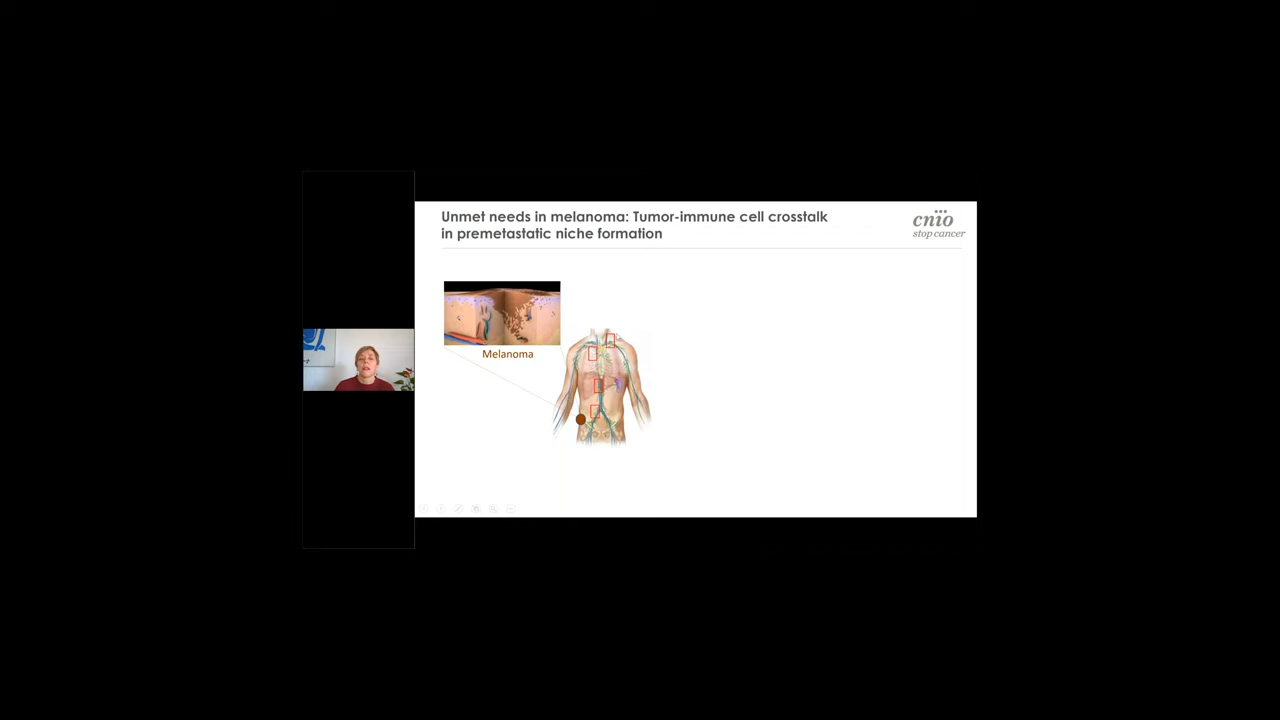 Unmet needs in melanoma: Tumor-immune cell crosstalk
in premetastatic niche formation
cnio
stop cancer
Melanoma